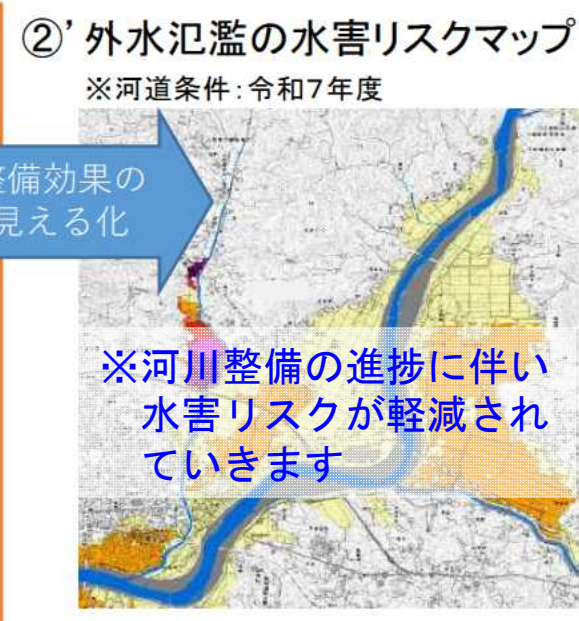 ②’外水氾濫の水害リスクマップ
※河道条件：令和７年度
整備効果の
見える化
※河川整備の進捗に伴い
水害リスクが軽減され
ていきます